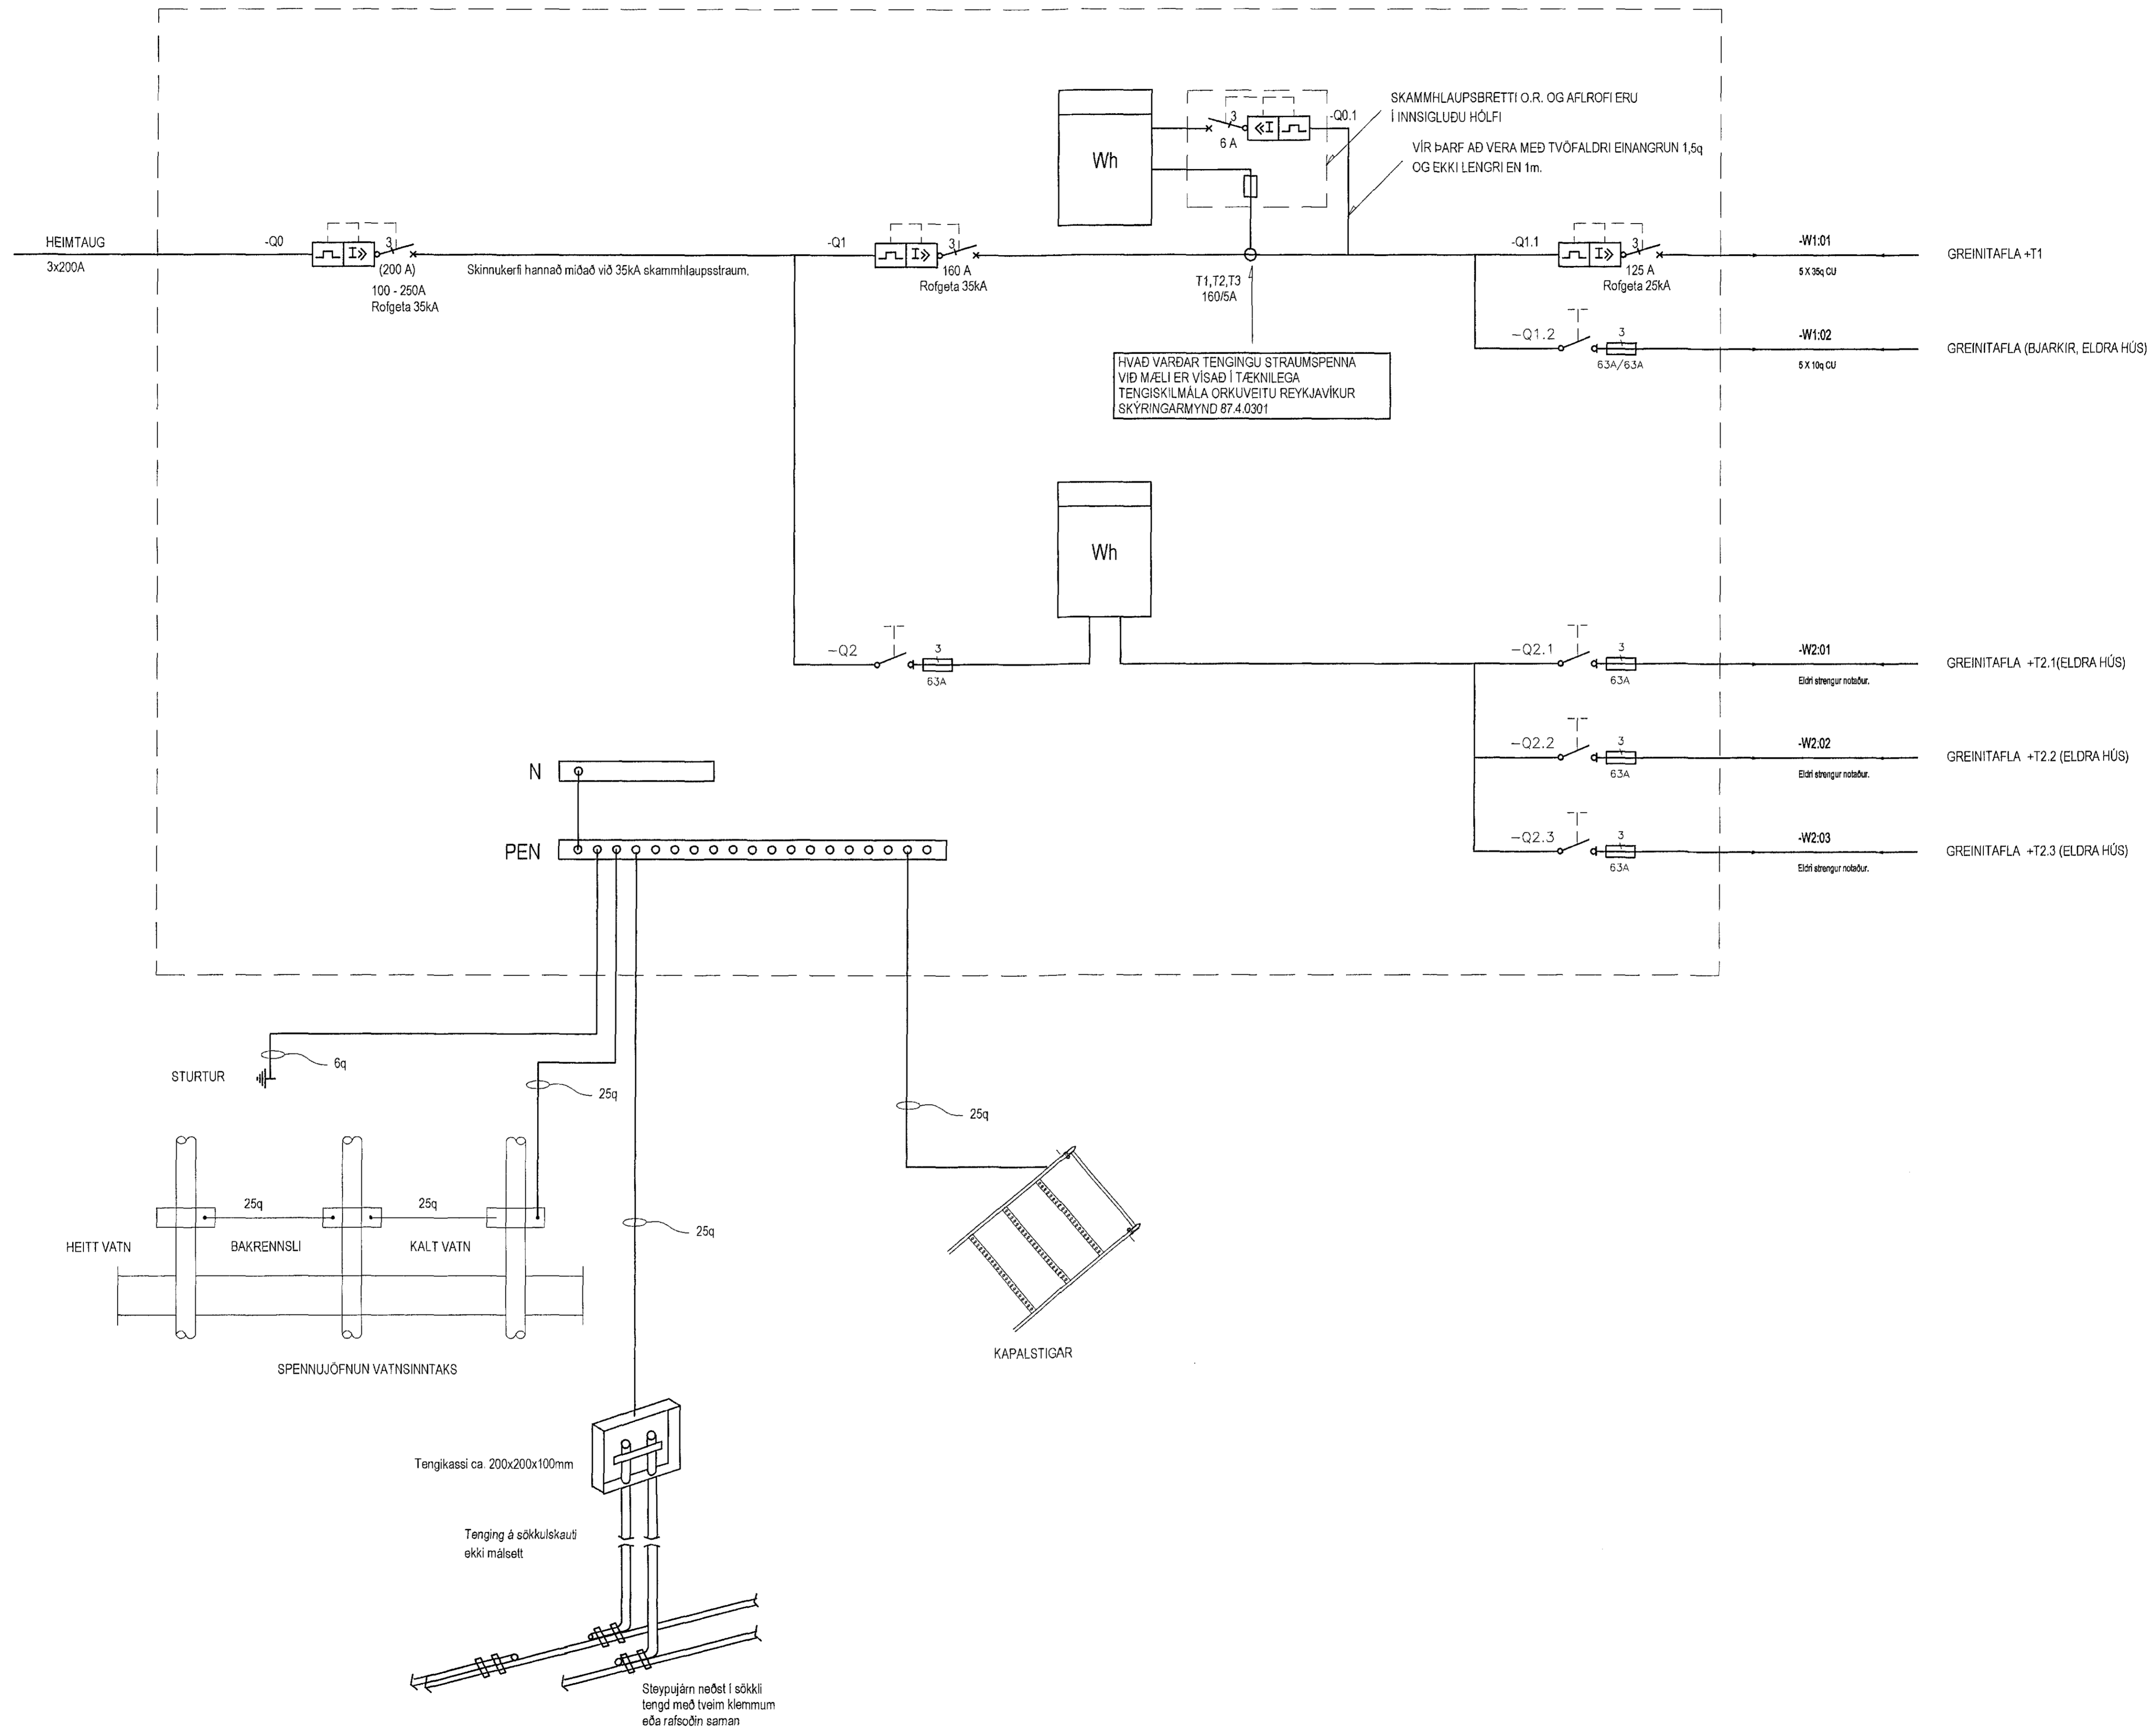 SKAMMHLAUPSBRETTI O.R. OG AFLROFI ERU
Í INNSIGLUÐU HÓLFI
VÍR ÞARF AÐ VERA MEÐ TVÖFALDRI EINANGRUN 1,5q
OG EKKI LENGRI EN 1m.
Wh
3
6 A
-Q0.1
HEIMTAUG
3x200A
-Q0
3
(200 A)
100 - 250A
Rofgeta 35kA
Skinnukerfi hannað miðað við 35kA skammhlaupsstraum.
-Q1
3
160 A
Rofgeta 35kA
T1,T2,T3
160/5A
-Q1.1
3
125 A
Rofgeta 25kA
-W1:01
5 X 35q CU
GREINITAFLA +T1
-Q1.2
3
63A/63A
-W1:02
5 X 10q CU
GREINITAFLA (BJARKIR, ELDRA HÚS)
HVAÐ VARÐAR TENGINGU STRAUMSPENNA
VIÐ MÆLI ER VÍSAÐ Í TÆKNILEGA
TENGISKILMÁLA ORKUVEITU REYKJAVÍKUR
SKÝRINGARMYND 87.4.0301
Wh
-Q2
3
63A
-Q2.1
3
63A
-W2:01
Eldri strengur notaður.
GREINITAFLA +T2.1(ELDRA HÚS)
-Q2.2
3
63A
-W2:02
Eldri strengur notaður.
GREINITAFLA +T2.2 (ELDRA HÚS)
-Q2.3
3
63A
-W2:03
Eldri strengur notaður.
GREINITAFLA +T2.3 (ELDRA HÚS)
N
PEN
STURTUR
6q
25q
25q
25q
25q
25q
HEITT VATN
BAKRENNSLI
KALT VATN
SPENNUJÖFNUN VATNSINNTAKS
KAPALSTIGAR
Tengikassi ca. 200x200x100mm
Tenging á sökkulskauti
ekki málsett
Steypujárn neðst í sökkli
tengd með tveim klemmum
eða rafsoðin saman